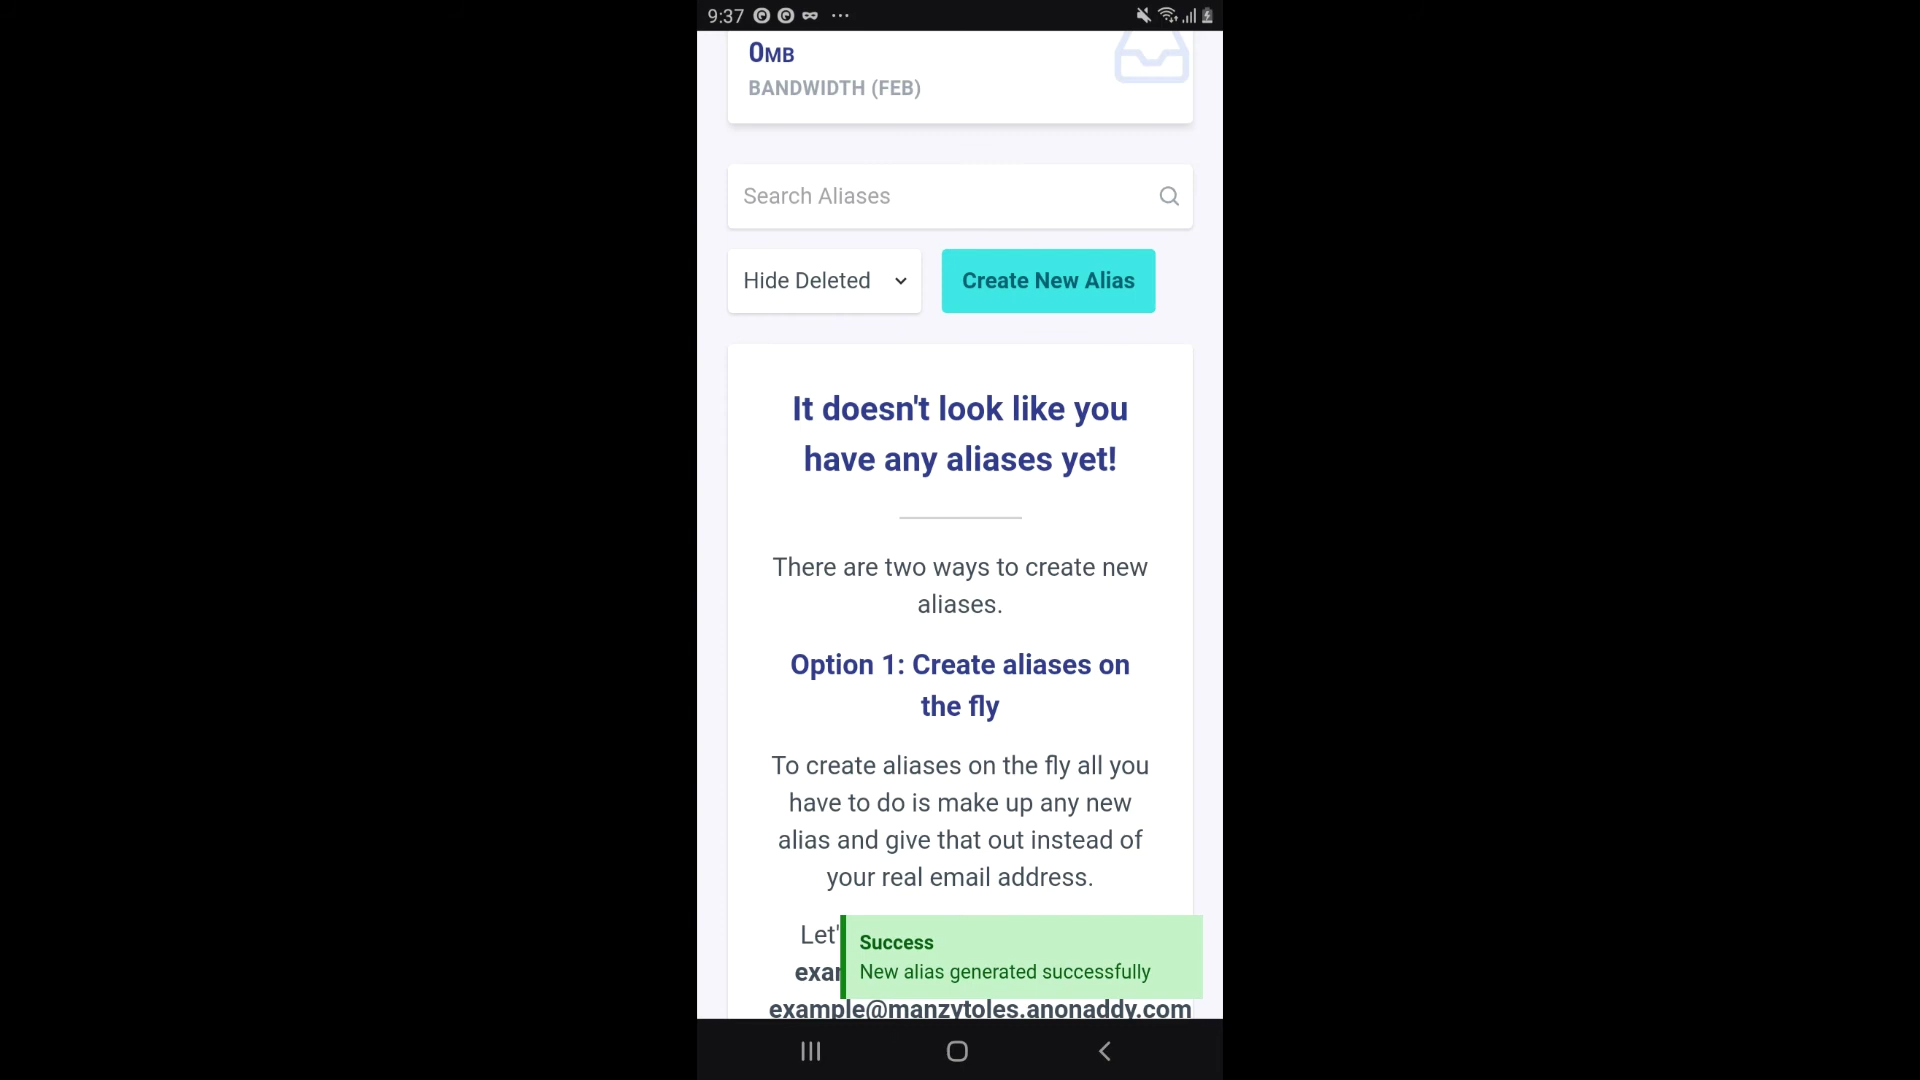 9:37
0MB
BANDWIDTH (FEB)
Search Aliases
Hide Deleted
Create New Alias
It doesn't look like you
have any aliases yet!
There are two ways to create new
aliases.
Option 1: Create aliases on
the fly
To create aliases on the fly all you
have to do is make up any new
alias and give that out instead of
your real email address.
Let'
exam
Success
New alias generated successfully
example@manzytoles.anonaddy.com